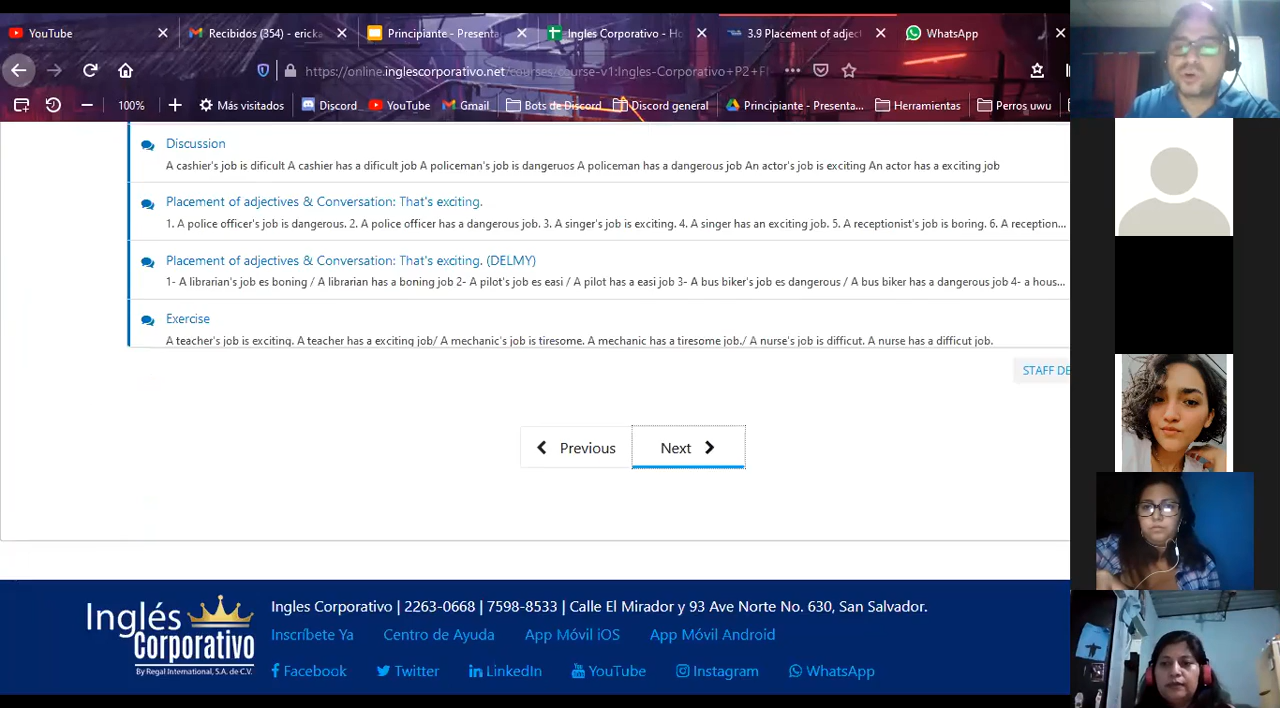 YouTube
Recibidos (354) - ericka
Principiante - Presenta
Ingles Corporativo - Ho
3.9 Placement of adject
WhatsApp
https://online.inglescorporativo.net/courses/course-v1:Ingles-Corporativo+P2+FI
100%
Más visitados
Discord
YouTube
Gmail
Bots de Discord
Discord general
Principiante - Presenta...
Herramientas
Perros uwu
Discussion
A cashier's job is dificult A cashier has a dificult job A policeman's job is dangeruos A policeman has a dangerous job An actor's job is exciting An actor has a exciting job
Placement of adjectives & Conversation: That's exciting.
1. A police officer's job is dangerous. 2. A police officer has a dangerous job. 3. A singer's job is exciting. 4. A singer has an exciting job. 5. A receptionist's job is boring. 6. A reception...
Placement of adjectives & Conversation: That's exciting. (DELMY)
1- A librarian's job es boning / A librarian has a boning job 2- A pilot's job es easi / A pilot has a easi job 3- A bus biker's job es dangerous / A bus biker has a dangerous job 4- a hous...
Exercise
A teacher's job is exciting. A teacher has a exciting job/ A mechanic's job is tiresome. A mechanic has a tiresome job./ A nurse's job is difficut. A nurse has a difficut job.
STAFF DE
Previous
Next
Inglés
Corporativo
By Regal International, S.A. de C.V.
Ingles Corporativo | 2263-0668 | 7598-8533 | Calle El Mirador y 93 Ave Norte No. 630, San Salvador.
Inscríbete Ya
Centro de Ayuda
App Móvil iOS
App Móvil Android
Facebook
Twitter
LinkedIn
YouTube
Instagram
WhatsApp